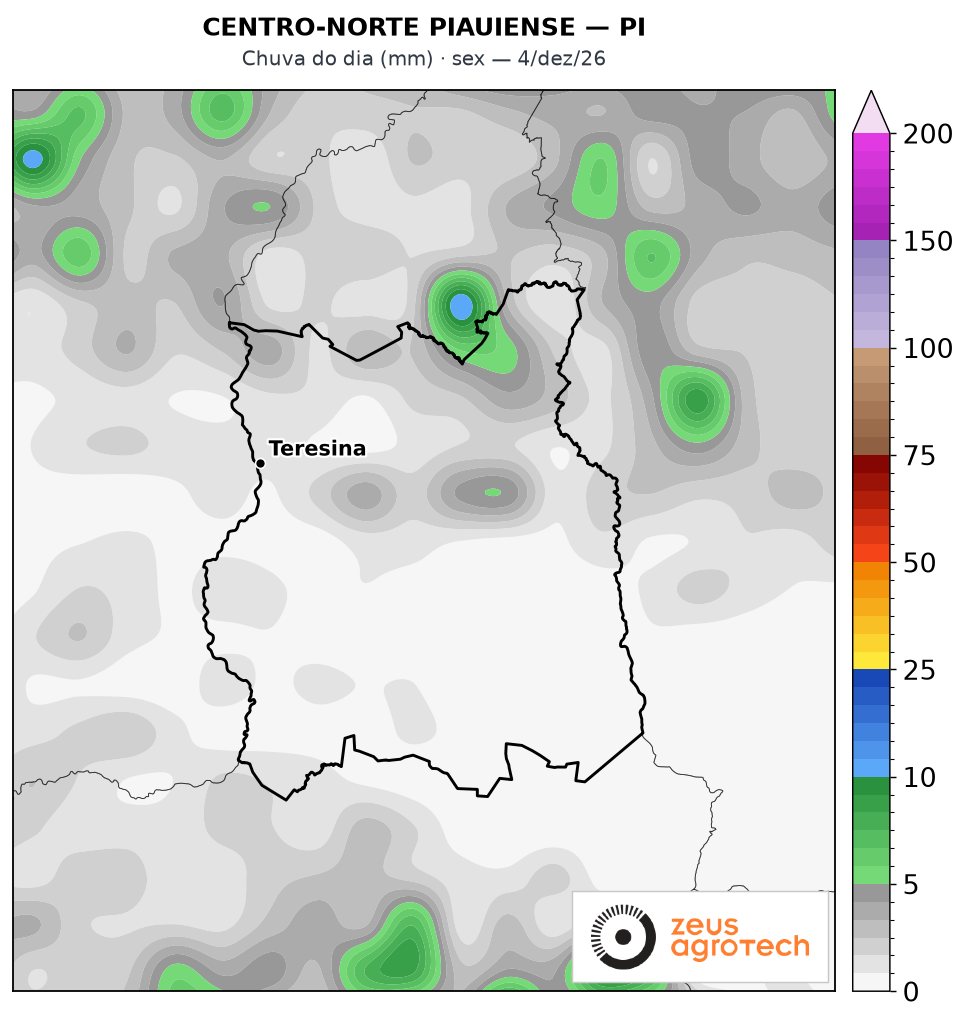 CENTRO-NORTE PIAUIENSE — PI
Chuva do dia (mm) · sex — 4/dez/26
200
150
100
75
50
25
10
5
0
Teresina
zeus
agrotech